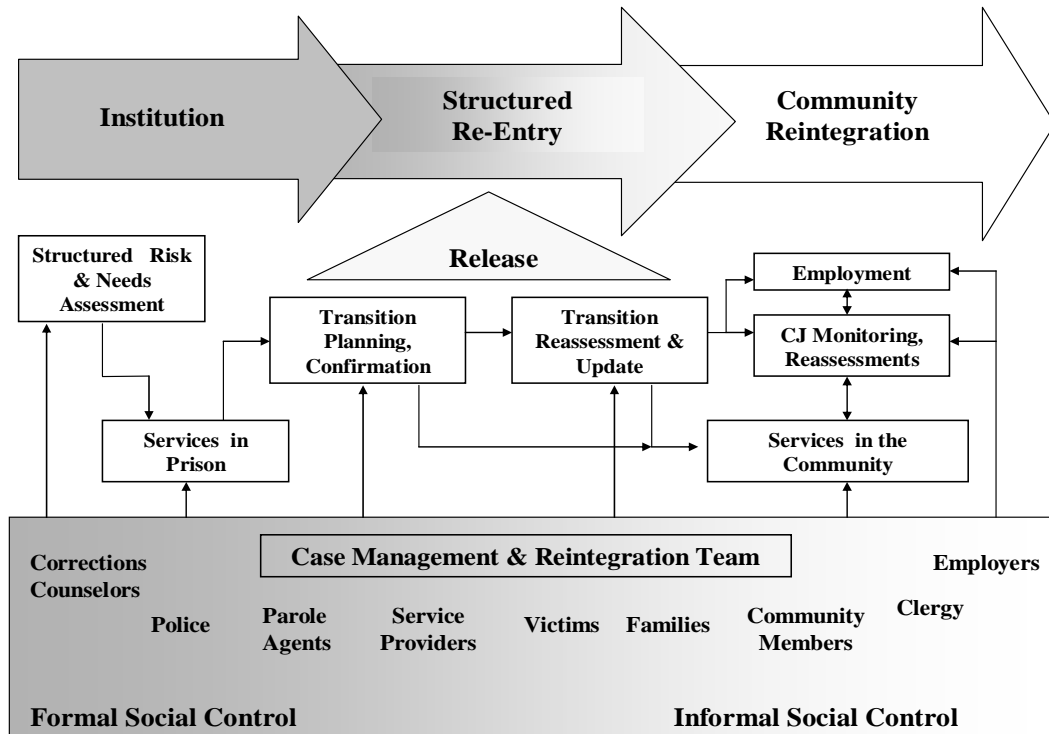 Institution
Structured
Re-Entry
Community
Reintegration
Release
Structured Risk
& Needs
Assessment
Transition
Planning,
Confirmation
Transition
Reassessment &
Update
Employment
CJ Monitoring,
Reassessments
Services in
Prison
Services in the
Community
Case Management & Reintegration Team
Corrections
Counselors
Police
Parole
Agents
Service
Providers
Victims
Families
Community
Members
Clergy
Employers
Formal Social Control
Informal Social Control